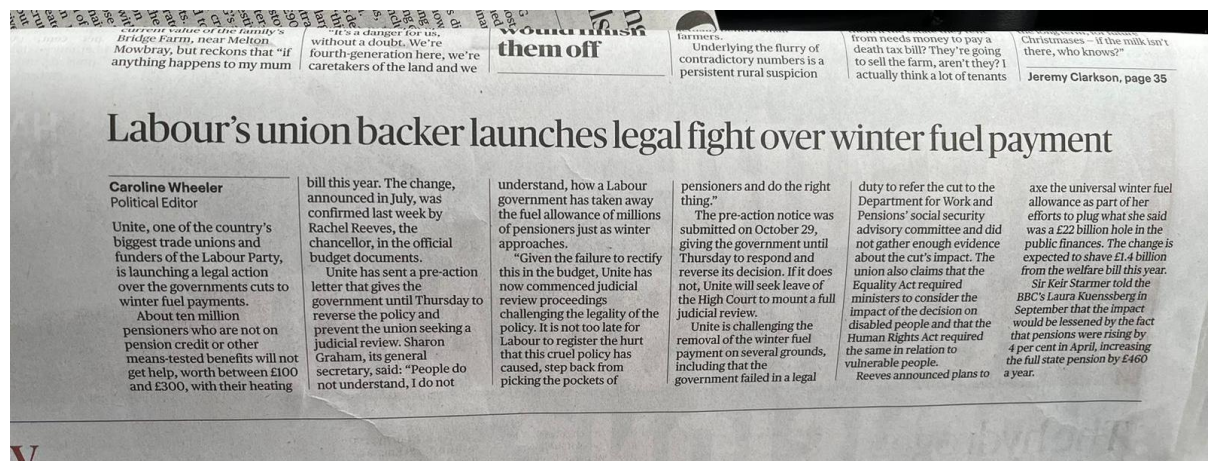 current value of the family's
Bridge Farm, near Melton
Mowbray, but reckons that "if
anything happens to my mum
"It's a danger for us,
without a doubt. We're
fourth-generation here, we're
caretakers of the land and we
would finish
them off
farmers.
Underlying the flurry of
contradictory numbers is a
persistent rural suspicion
from needs money to pay a
death tax bill? They're going
to sell the farm, aren't they? I
actually think a lot of tenants
Christmases – if the milk isn't
there, who knows?"
Jeremy Clarkson, page 35
Labour's union backer launches legal fight over winter fuel payment
Caroline Wheeler
Political Editor
Unite, one of the country's
biggest trade unions and
funders of the Labour Party,
is launching a legal action
over the governments cuts to
winter fuel payments.
About ten million
pensioners who are not on
pension credit or other
means-tested benefits will not
get help, worth between £100
and £300, with their heating
bill this year. The change,
announced in July, was
confirmed last week by
Rachel Reeves, the
chancellor, in the official
budget documents.
Unite has sent a pre-action
letter that gives the
government until Thursday to
reverse the policy and
prevent the union seeking a
judicial review. Sharon
Graham, its general
secretary, said: "People do
not understand, I do not
understand, how a Labour
government has taken away
the fuel allowance of millions
of pensioners just as winter
approaches.
"Given the failure to rectify
this in the budget, Unite has
now commenced judicial
review proceedings
challenging the legality of the
policy. It is not too late for
Labour to register the hurt
that this cruel policy has
caused, step back from
picking the pockets of
pensioners and do the right
thing."
The pre-action notice was
submitted on October 29,
giving the government until
Thursday to respond and
reverse its decision. If it does
not, Unite will seek leave of
the High Court to mount a full
judicial review.
Unite is challenging the
removal of the winter fuel
payment on several grounds,
including that the
government failed in a legal
duty to refer the cut to the
Department for Work and
Pensions' social security
advisory committee and did
not gather enough evidence
about the cut's impact. The
union also claims that the
Equality Act required
ministers to consider the
impact of the decision on
disabled people and that the
Human Rights Act required
the same in relation to
vulnerable people.
Reeves announced plans to
axe the universal winter fuel
allowance as part of her
efforts to plug what she said
was a £22 billion hole in the
public finances. The change is
expected to shave £1.4 billion
from the welfare bill this year.
Sir Keir Starmer told the
BBC's Laura Kuenssberg in
September that the impact
would be lessened by the fact
that pensions were rising by
4 per cent in April, increasing
the full state pension by £460
a year.